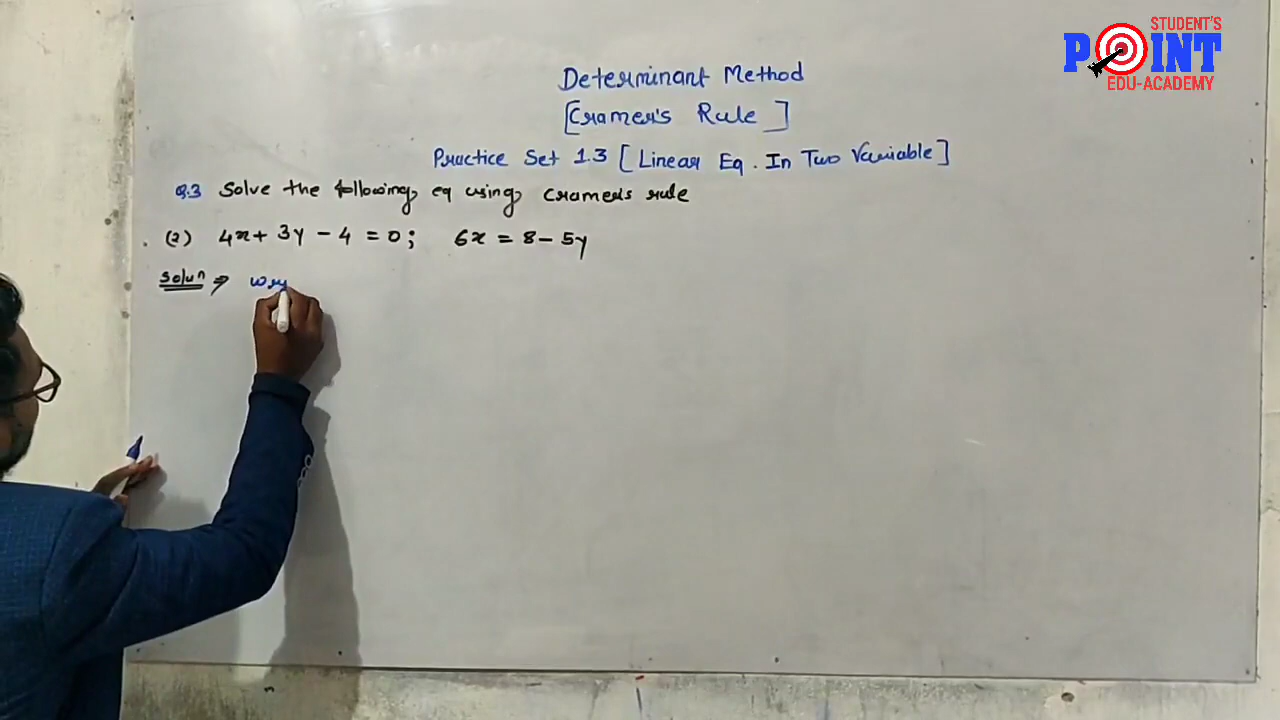 STUDENT'S
POINT
EDU-ACADEMY
Determinant Method
[Cramer's Rule]
Practice Set 1.3 [Linear Eq. In Two Variable]
Q.3 Solve the following eq using cramer's rule
(2) 4x + 3y - 4 = 0; 6x = 8 - 5y
Soluⁿ ⇒